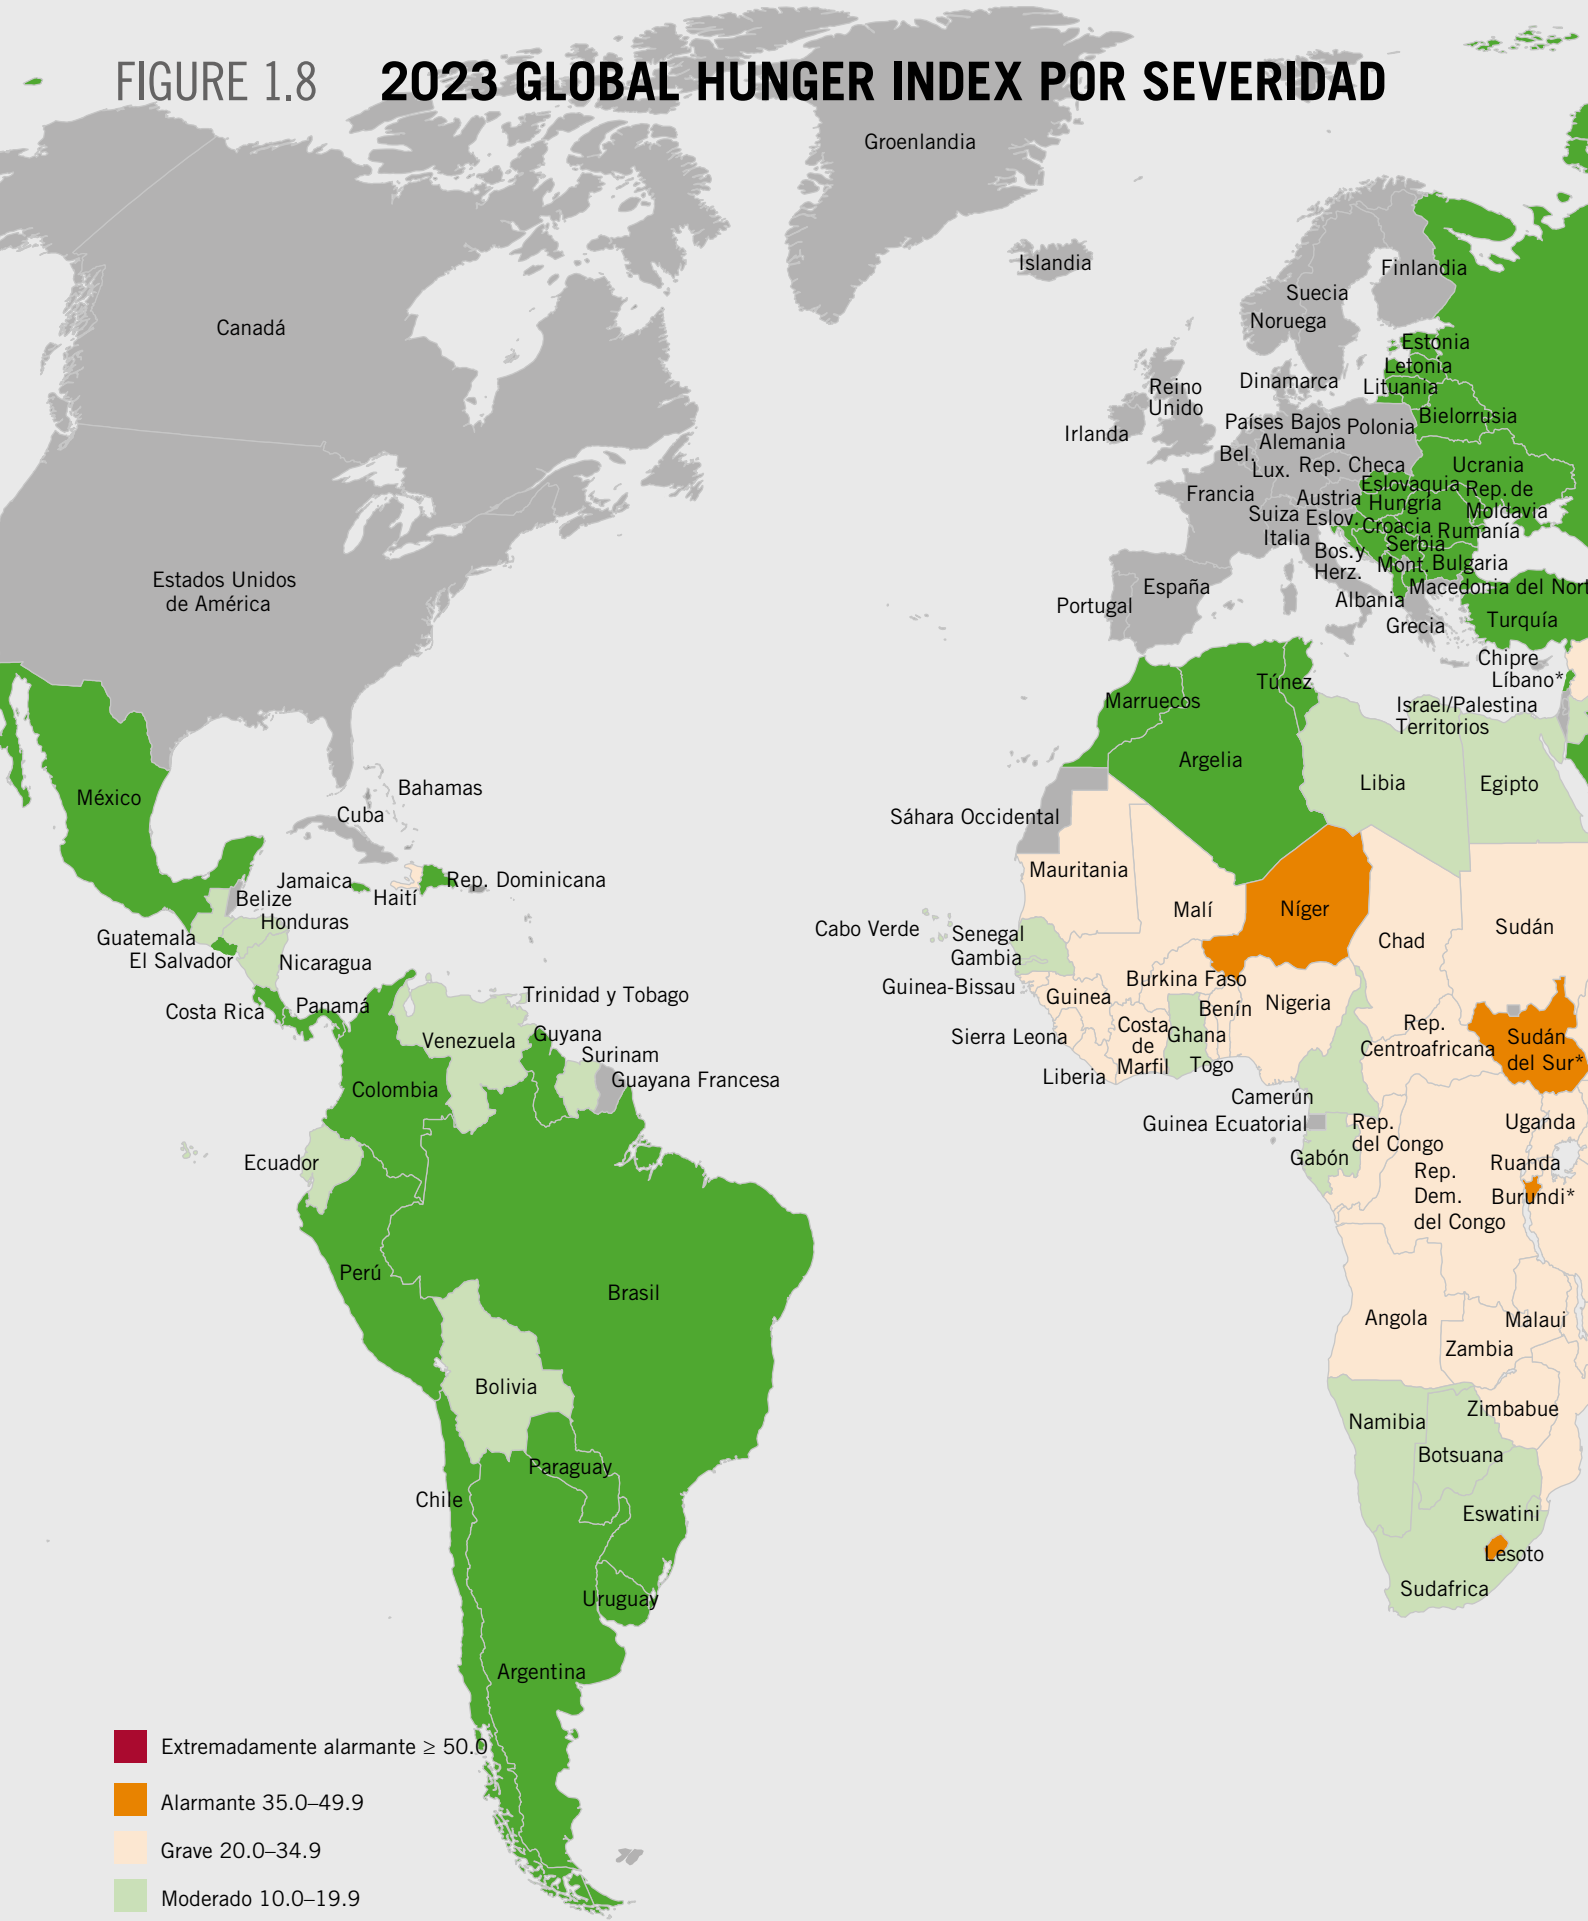 FIGURE 1.8 2023 GLOBAL HUNGER INDEX POR SEVERIDAD
Groenlandia
Islandia
Finlandia
Suecia
Noruega
Canadá
Estonia
Letonia
Dinamarca
Lituania
Reino
Unido
Bielorrusia
Países Bajos
Polonia
Irlanda
Alemania
Bel.
Lux.
Rep. Checa
Ucrania
Eslovaquia
Rep. de
Moldavia
Francia
Austria
Hungría
Suiza
Eslov.
Croacia
Rumanía
Italia
Serbia
Bos.y
Herz.
Mont.
Bulgaria
Estados Unidos
de América
España
Macedonia del Nort
Portugal
Albania
Grecia
Turquía
Chipre
Líbano*
Túnez
Marruecos
Israel/Palestina
Territorios
Argelia
Libia
Egipto
México
Bahamas
Cuba
Sáhara Occidental
Mauritania
Jamaica
Haití
Rep. Dominicana
Belize
Honduras
Guatemala
El Salvador
Nicaragua
Malí
Níger
Cabo Verde
Senegal
Gambia
Chad
Sudán
Guinea-Bissau
Burkina Faso
Guinea
Nigeria
Benín
Trinidad y Tobago
Costa Rica
Panamá
Venezuela
Guyana
Surinam
Guayana Francesa
Colombia
Sierra Leona
Costa
de
Marfil
Ghana
Liberia
Togo
Rep.
Centroafricana
Sudán
del Sur*
Camerún
Guinea Ecuatorial
Rep.
del Congo
Uganda
Gabón
Ecuador
Rep.
Dem.
del Congo
Ruanda
Burundi*
Perú
Brasil
Angola
Malaui
Zambia
Bolivia
Zimbabue
Namibia
Botsuana
Paraguay
Chile
Eswatini
Lesoto
Sudafrica
Uruguay
Argentina
Extremadamente alarmante ≥ 50.0
Alarmante 35.0–49.9
Grave 20.0–34.9
Moderado 10.0–19.9